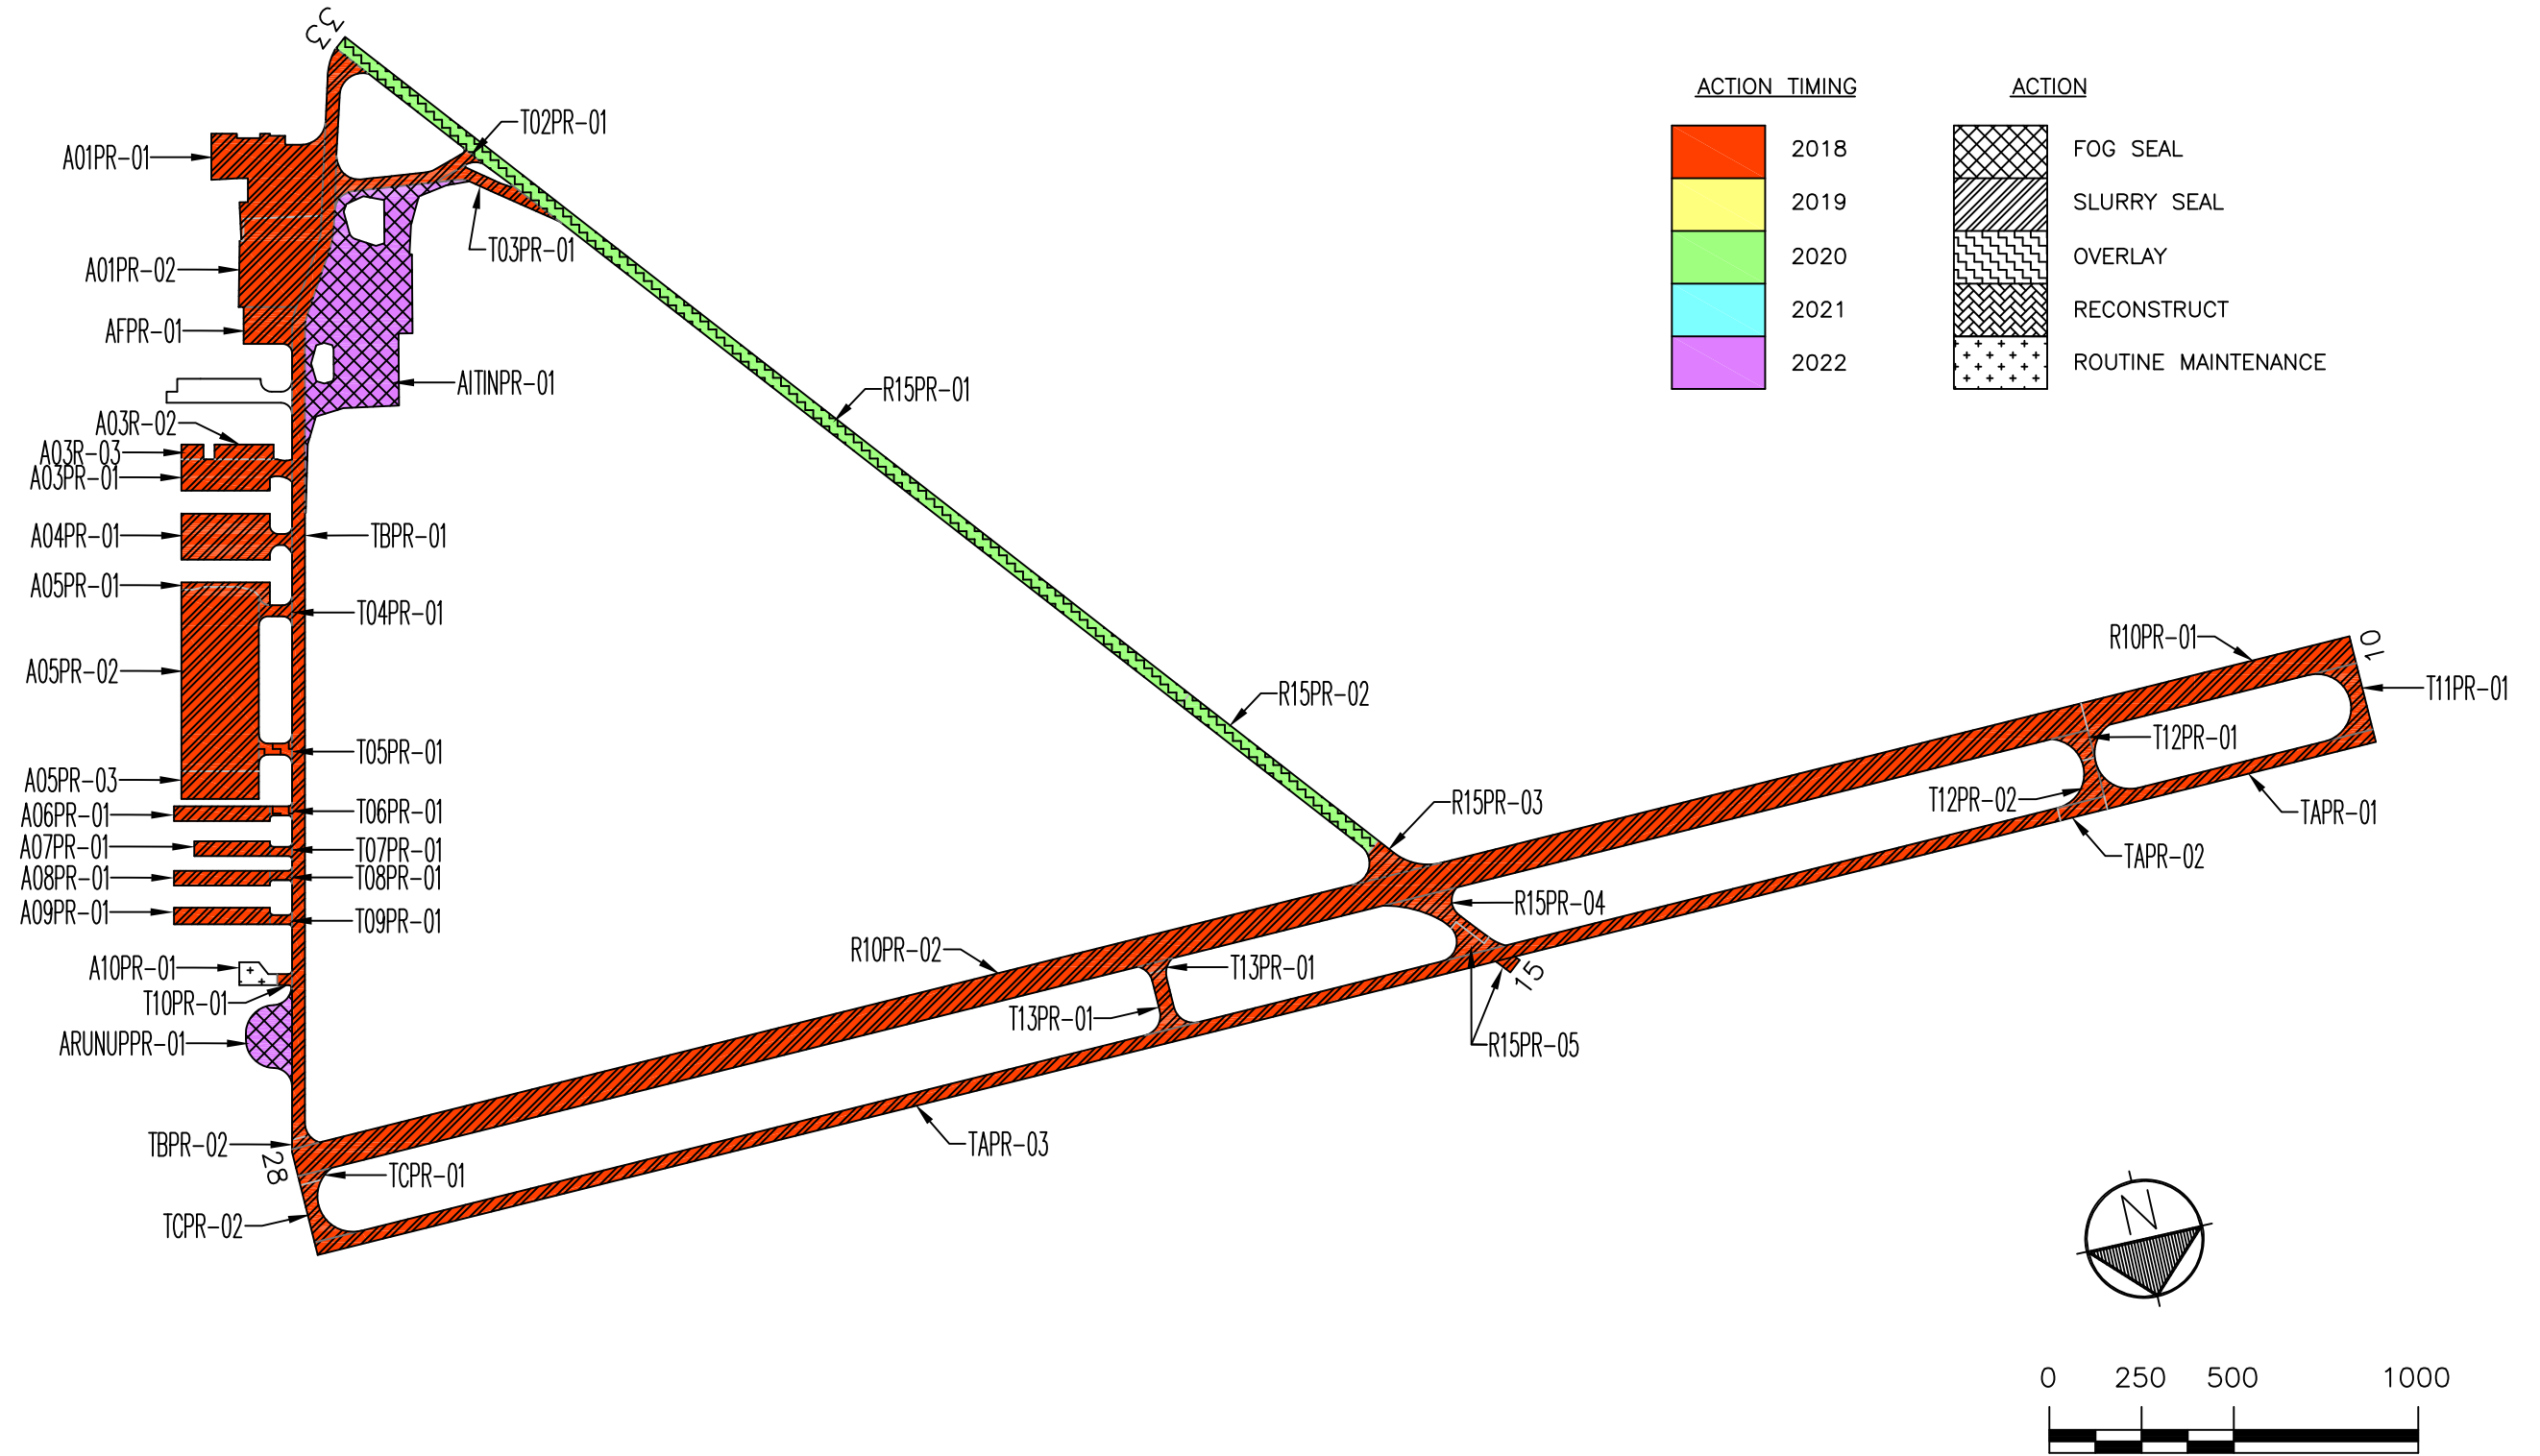 33
T02PR-01
A01PR-01
T03PR-01
A01PR-02
AFPR-01
AITINPR-01
R15PR-01
A03R-02
A03R-03
A03PR-01
A04PR-01
TBPR-01
A05PR-01
T04PR-01
A05PR-02
R15PR-02
T05PR-01
A05PR-03
A06PR-01
T06PR-01
A07PR-01
T07PR-01
A08PR-01
T08PR-01
A09PR-01
T09PR-01
A10PR-01
T10PR-01
ARUNUPPR-01
TBPR-02
28
TCPR-01
TCPR-02
R10PR-02
TAPR-03
T13PR-01
T13PR-01
R15PR-03
R15PR-04
15
R15PR-05
R10PR-01
10
T11PR-01
T12PR-01
T12PR-02
TAPR-01
TAPR-02
ACTION TIMING
2018
2019
2020
2021
2022
ACTION
FOG SEAL
SLURRY SEAL
OVERLAY
RECONSTRUCT
ROUTINE MAINTENANCE
N
0 250 500 1000